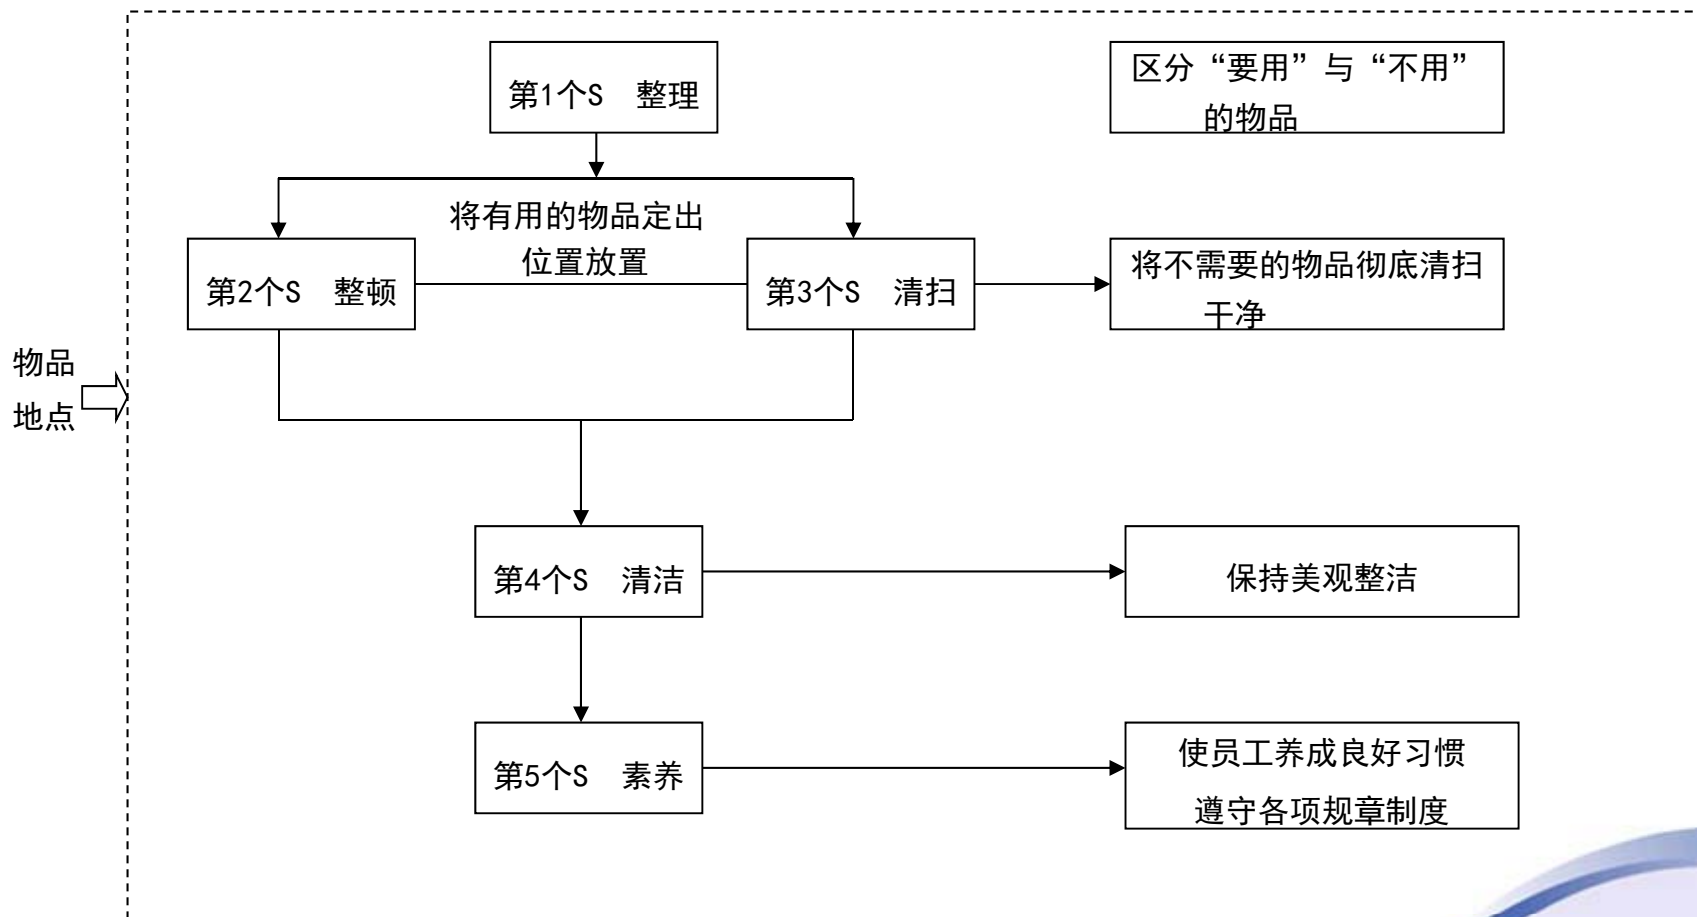 第1个S　整理
区分“要用”与“不用”
的物品
将有用的物品定出
位置放置
第2个S　整顿
第3个S　清扫
将不需要的物品彻底清扫
干净
物品
地点
第4个S　清洁
保持美观整洁
第5个S　素养
使员工养成良好习惯
遵守各项规章制度